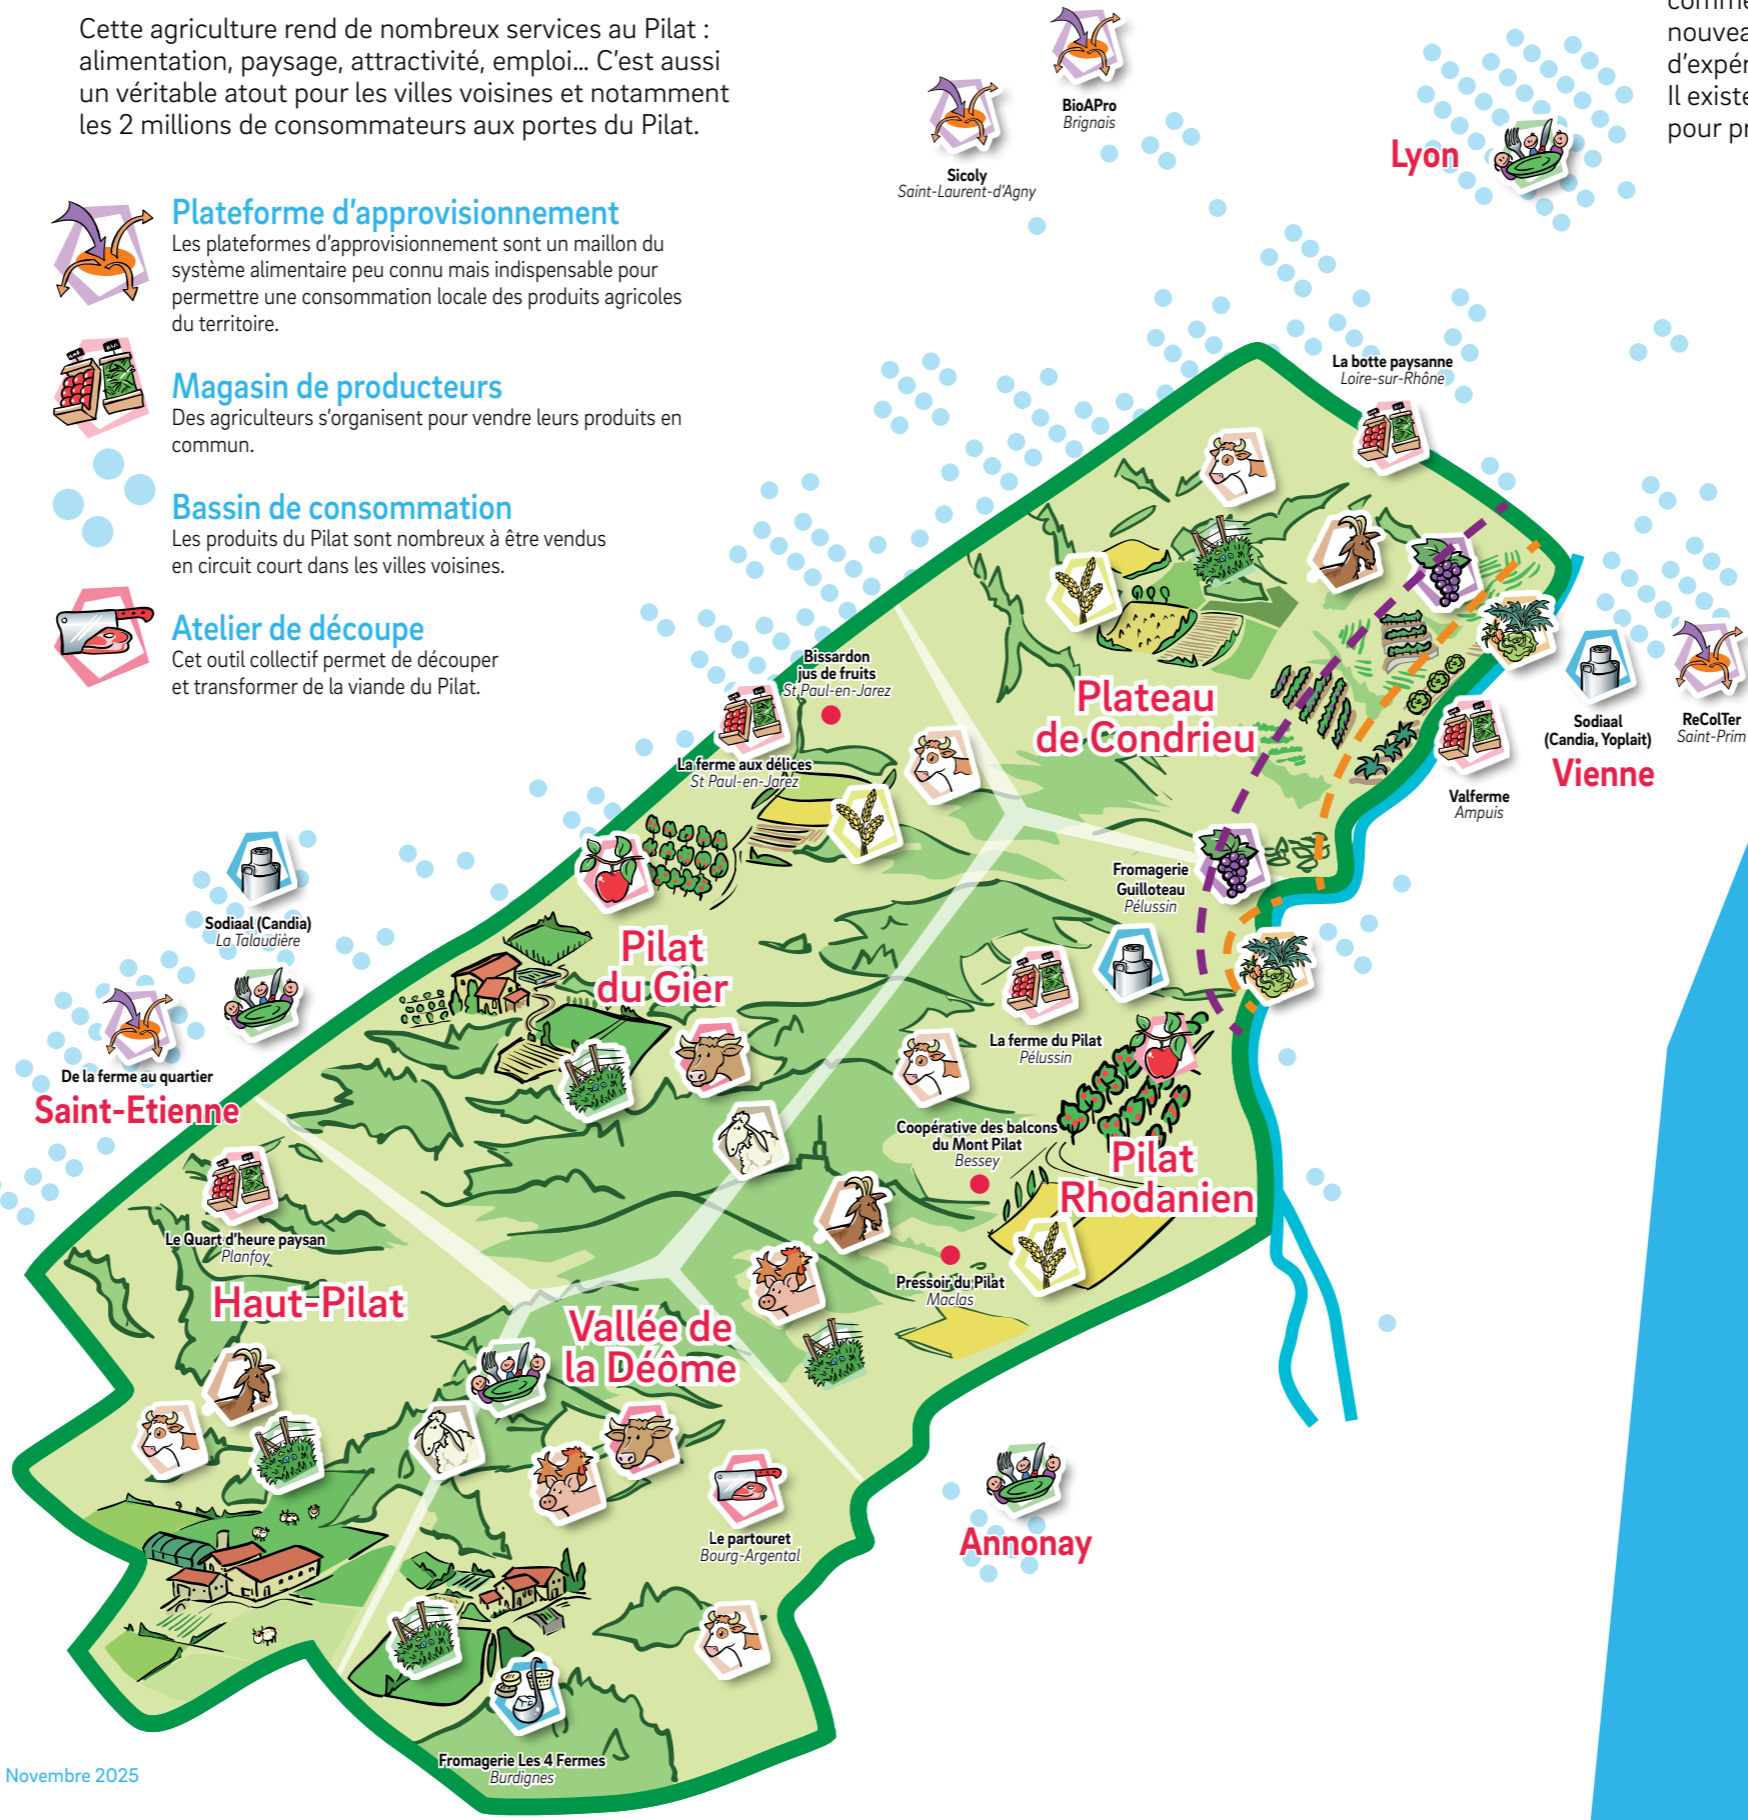 Cette agriculture rend de nombreux services au Pilat :
alimentation, paysage, attractivité, emploi... C'est aussi
un véritable atout pour les villes voisines et notamment
les 2 millions de consommateurs aux portes du Pilat.
Plateforme d'approvisionnement
Les plateformes d'approvisionnement sont un maillon du
système alimentaire peu connu mais indispensable pour
permettre une consommation locale des produits agricoles
du territoire.
Magasin de producteurs
Des agriculteurs s'organisent pour vendre leurs produits en
commun.
Bassin de consommation
Les produits du Pilat sont nombreux à être vendus
en circuit court dans les villes voisines.
Atelier de découpe
Cet outil collectif permet de découper
et transformer de la viande du Pilat.
nouvea
d'expér
Il existe
pour pr
BioAPro
Brignais
Sicoly
Saint-Laurent-d'Agny
Lyon
La botte paysanne
Loire-sur-Rhône
Bissardon
jus de fruits
St Paul-en-Jarez
La ferme aux délices
St Paul-en-Jarez
Plateau
de Condrieu
Sodiaal
(Candia, Yoplait)
Vienne
ReColTer
Saint-Prim
Valferme
Ampuis
Sodiaal (Candia)
La Talaudière
Fromagerie
Guilloteau
Pélussin
Pilat
du Gier
La ferme du Pilat
Pélussin
De la ferme au quartier
Saint-Etienne
Coopérative des balcons
du Mont Pilat
Bessey
Pilat
Rhodanien
Le Quart d'heure paysan
Planfoy
Pressoir du Pilat
Maclas
Haut-Pilat
Vallée de
la Déôme
Le partouret
Bourg-Argental
Annonay
Fromagerie Les 4 Fermes
Burdignes
Novembre 2025